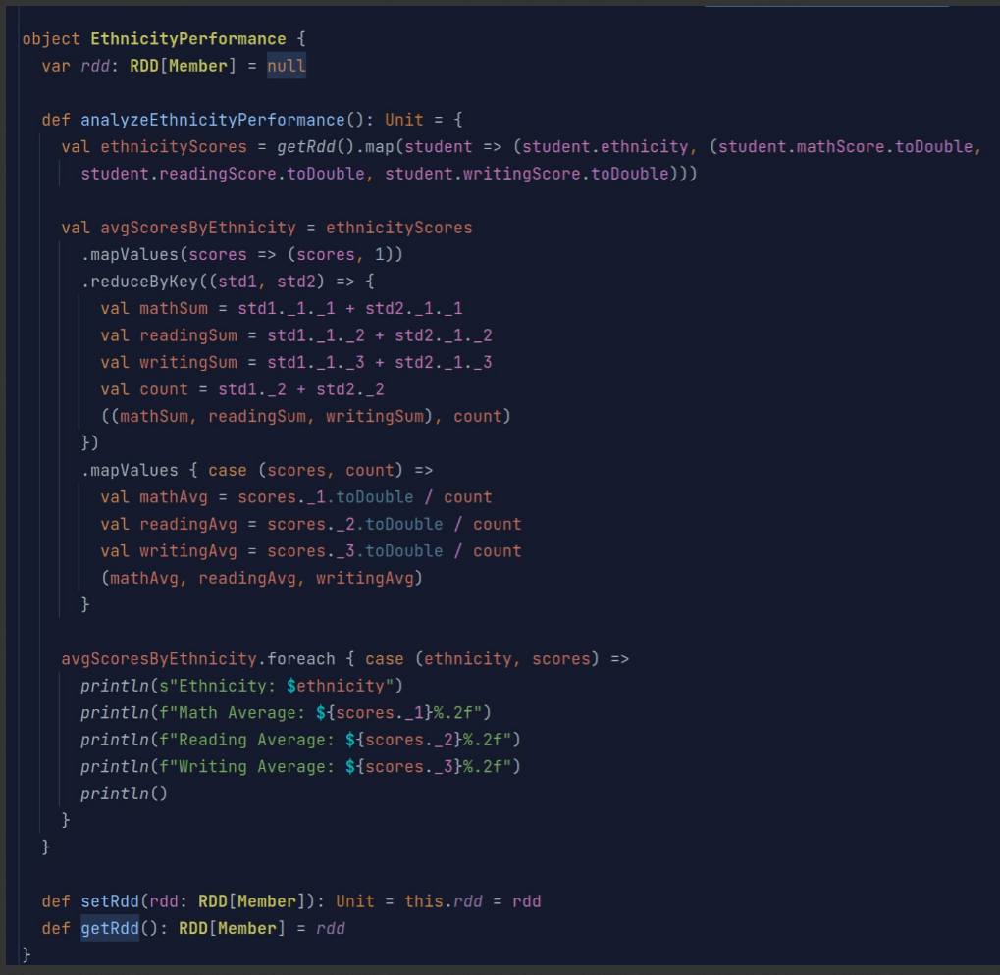 object EthnicityPerformance {
  var rdd: RDD[Member] = null

  def analyzeEthnicityPerformance(): Unit = {
    val ethnicityScores = getRdd().map(student => (student.ethnicity, (student.mathScore.toDouble,
      student.readingScore.toDouble, student.writingScore.toDouble)))

    val avgScoresByEthnicity = ethnicityScores
      .mapValues(scores => (scores, 1))
      .reduceByKey((std1, std2) => {
        val mathSum = std1._1._1 + std2._1._1
        val readingSum = std1._1._2 + std2._1._2
        val writingSum = std1._1._3 + std2._1._3
        val count = std1._2 + std2._2
        ((mathSum, readingSum, writingSum), count)
      })
      .mapValues { case (scores, count) =>
        val mathAvg = scores._1.toDouble / count
        val readingAvg = scores._2.toDouble / count
        val writingAvg = scores._3.toDouble / count
        (mathAvg, readingAvg, writingAvg)
      }

    avgScoresByEthnicity.foreach { case (ethnicity, scores) =>
      println(s"Ethnicity: $ethnicity")
      println(f"Math Average: ${scores._1}%.2f")
      println(f"Reading Average: ${scores._2}%.2f")
      println(f"Writing Average: ${scores._3}%.2f")
      println()
    }
  }

  def setRdd(rdd: RDD[Member]): Unit = this.rdd = rdd
  def getRdd(): RDD[Member] = rdd
}